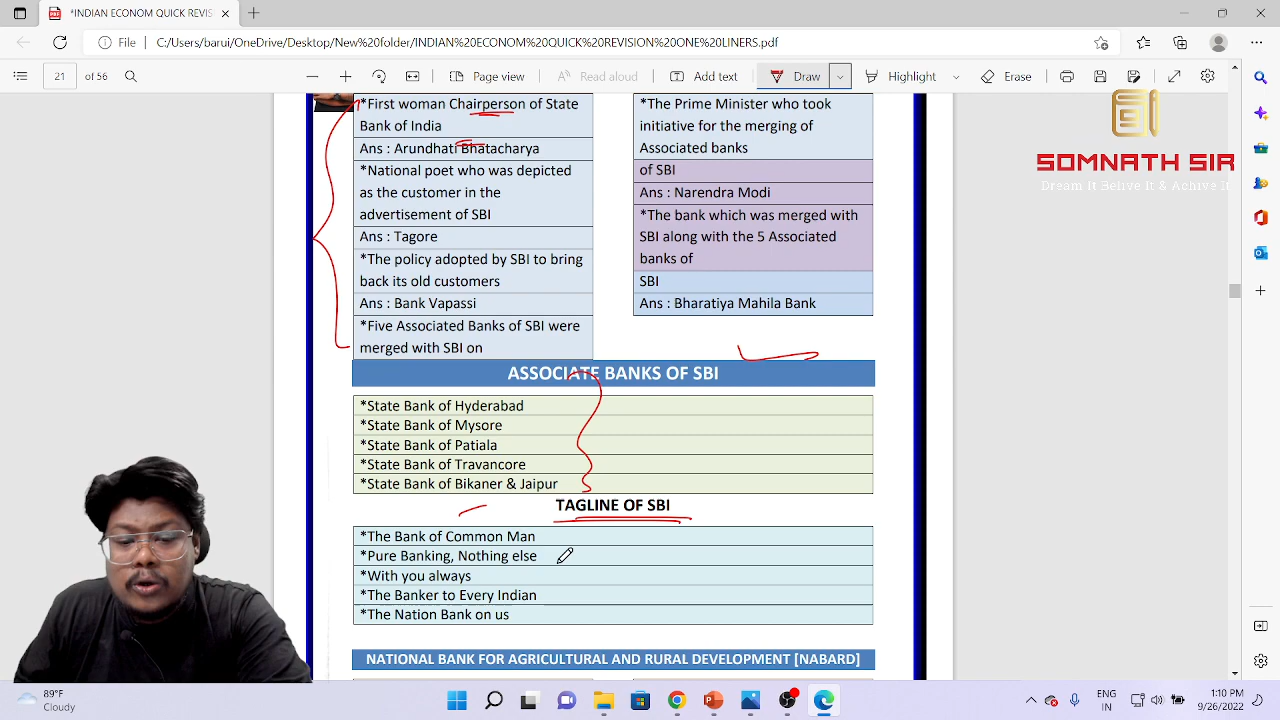 *INDIAN ECONOM QUICK REVIS
File
C:/Users/barui/OneDrive/Desktop/New%20folder/INDIAN%20ECONOM%20QUICK%20REVISION%20ONE%20LINERS.pdf
21 of 56
Page view
Read aloud
Add text
Draw
Highlight
Erase
*First woman Chairperson of State
Bank of India
Ans : Arundhati Bhatacharya
*National poet who was depicted
as the customer in the
advertisement of SBI
Ans : Tagore
*The policy adopted by SBI to bring
back its old customers
Ans : Bank Vapassi
*Five Associated Banks of SBI were
merged with SBI on
*The Prime Minister who took
initiative for the merging of
Associated banks
of SBI
Ans : Narendra Modi
*The bank which was merged with
SBI along with the 5 Associated
banks of
SBI
Ans : Bharatiya Mahila Bank
SOMNATH SIR
Dream It Belive It & Achive It
ASSOCIATE BANKS OF SBI
*State Bank of Hyderabad
*State Bank of Mysore
*State Bank of Patiala
*State Bank of Travancore
*State Bank of Bikaner & Jaipur
TAGLINE OF SBI
*The Bank of Common Man
*Pure Banking, Nothing else
*With you always
*The Banker to Every Indian
*The Nation Bank on us
NATIONAL BANK FOR AGRICULTURAL AND RURAL DEVELOPMENT [NABARD]
89°F
Cloudy
ENG
IN
1:10 PM
9/26/2022